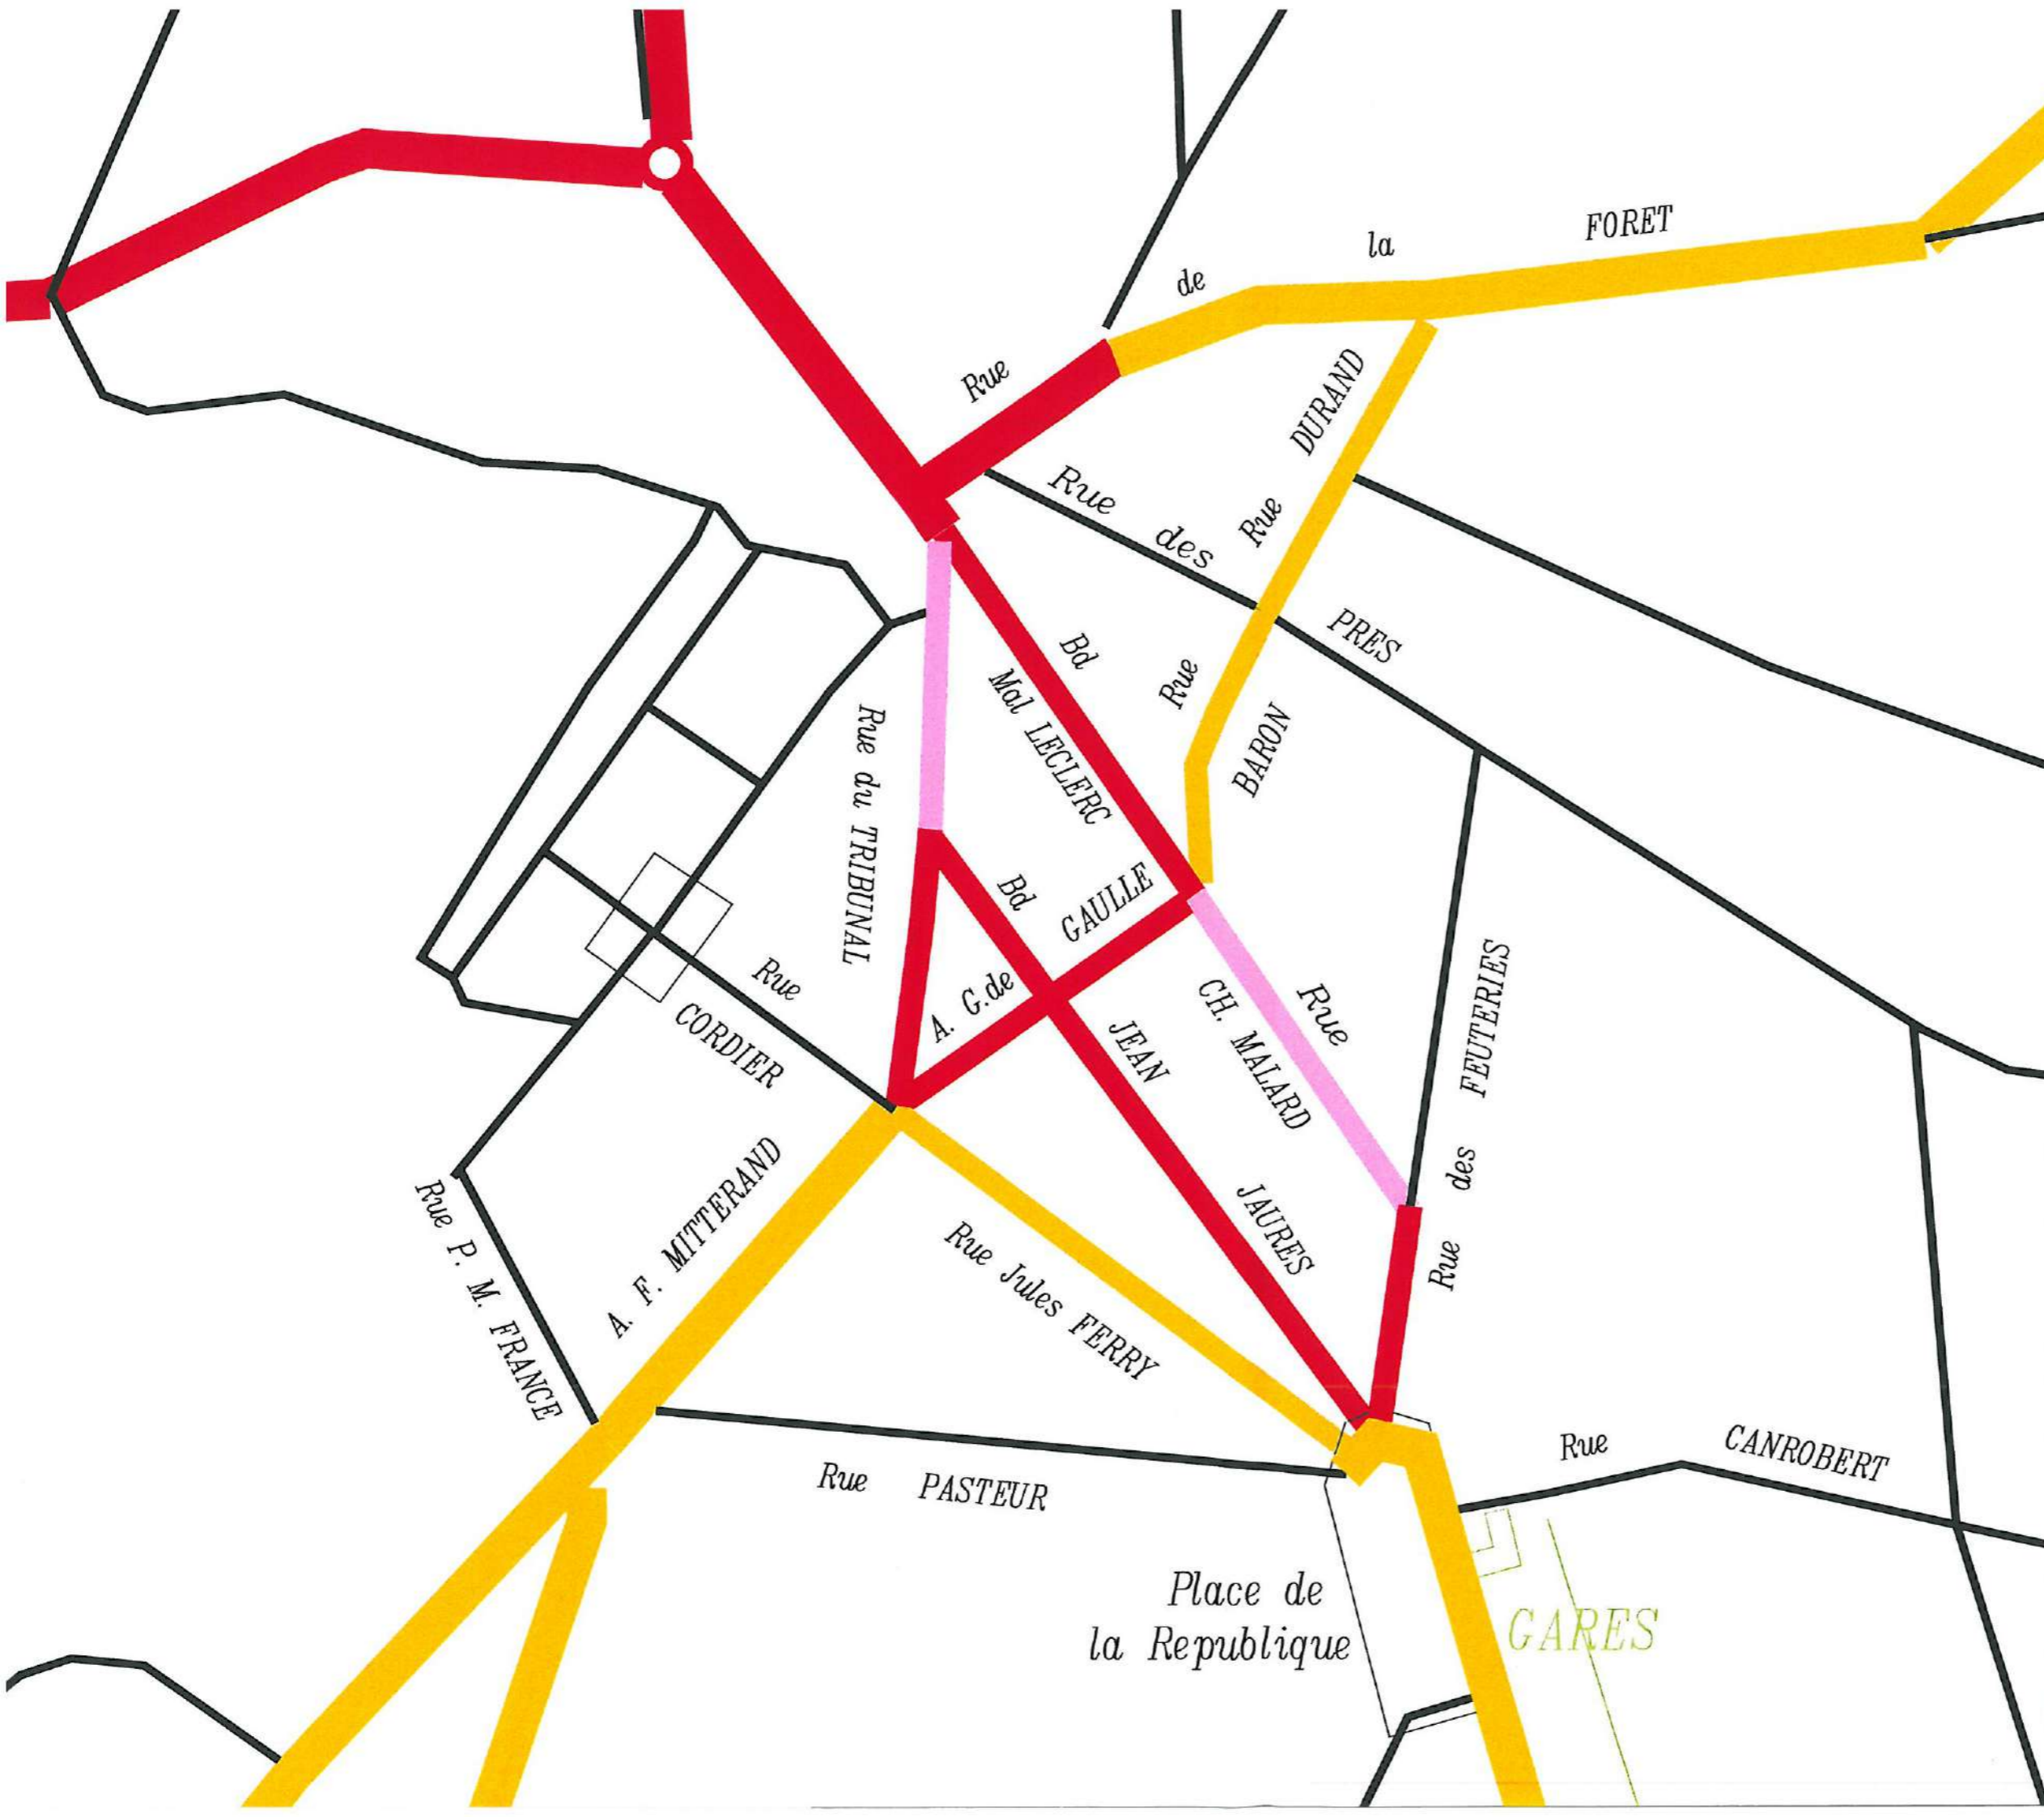 Rue de la FORET
Rue DURAND
Rue des PRES
Rue BARON
Bd Mal LECLERC
Rue du TRIBUNAL
Bd JEAN JAURES
A. G.de GAULLE
Rue CH. MALARD
Rue des FEUTERIES
Rue CORDIER
A. F. MITTERAND
Rue P. M. FRANCE
Rue Jules FERRY
Rue PASTEUR
Rue CANROBERT
Place de
la Republique
GARES